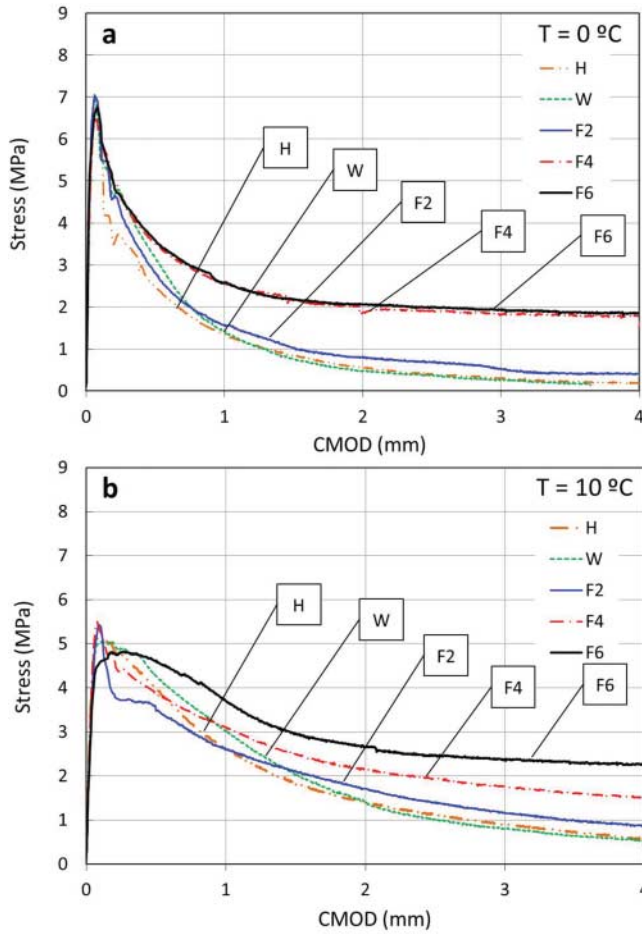 9
a
T = 0 ºC
8
H
7
W
6
F2
H
F4
5
W
F6
4
F2
F4
F6
3
2
1
0
Stress (MPa)
0 1 2 3 4
CMOD (mm)
9
b
T = 10 ºC
8
H
7
W
6
F2
H
W
F4
5
F2
F6
4
F4
F6
3
2
1
0
Stress (MPa)
0 1 2 3 4
CMOD (mm)